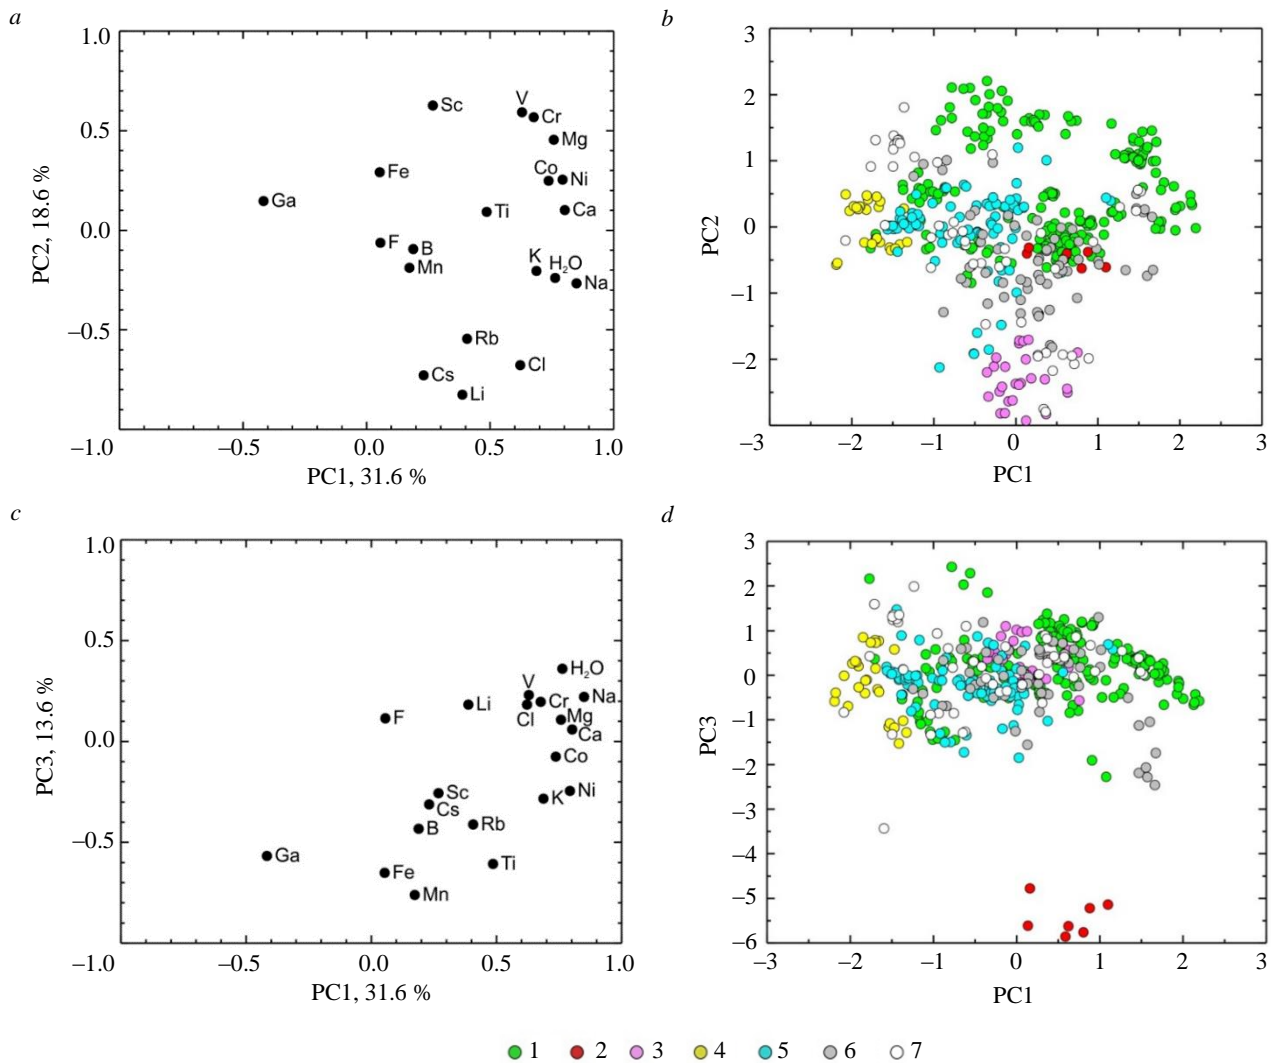 a
1.0
0.5
0.0
−0.5
−1.0
−0.5
0.0
0.5
1.0
PC2, 18.6 %
PC1, 31.6 %
Sc
V
Cr
Mg
Fe
Co
Ni
Ga
Ti
Ca
F
B
Mn
K
H₂O
Na
Rb
Cl
Cs
Li
b
3
2
1
0
−1
−2
−3
−2
−1
0
1
2
3
PC2
PC1
c
1.0
0.5
0.0
−0.5
−1.0
−0.5
0.0
0.5
1.0
PC3, 13.6 %
PC1, 31.6 %
H₂O
V
Na
Li
Cr
Cl
Mg
F
Ca
Co
Ni
Sc
K
Cs
B
Rb
Ga
Ti
Fe
Mn
d
3
2
1
0
−1
−2
−3
−4
−5
−6
−3
−2
−1
0
1
2
3
PC3
PC1
1 2 3 4 5 6 7